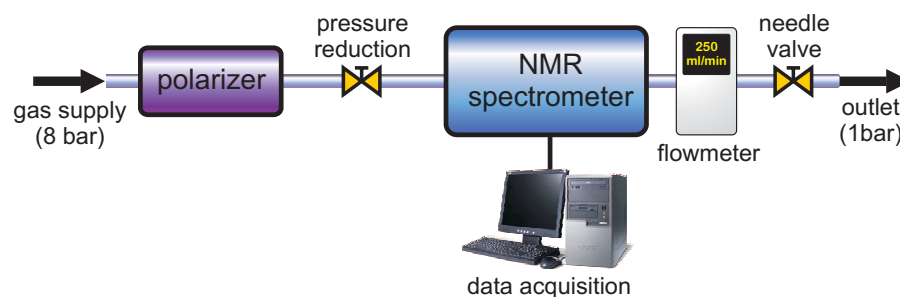 pressure
reduction
needle
valve
250
ml/min
polarizer
NMR
spectrometer
gas supply
(8 bar)
outlet
(1bar)
flowmeter
data acquisition